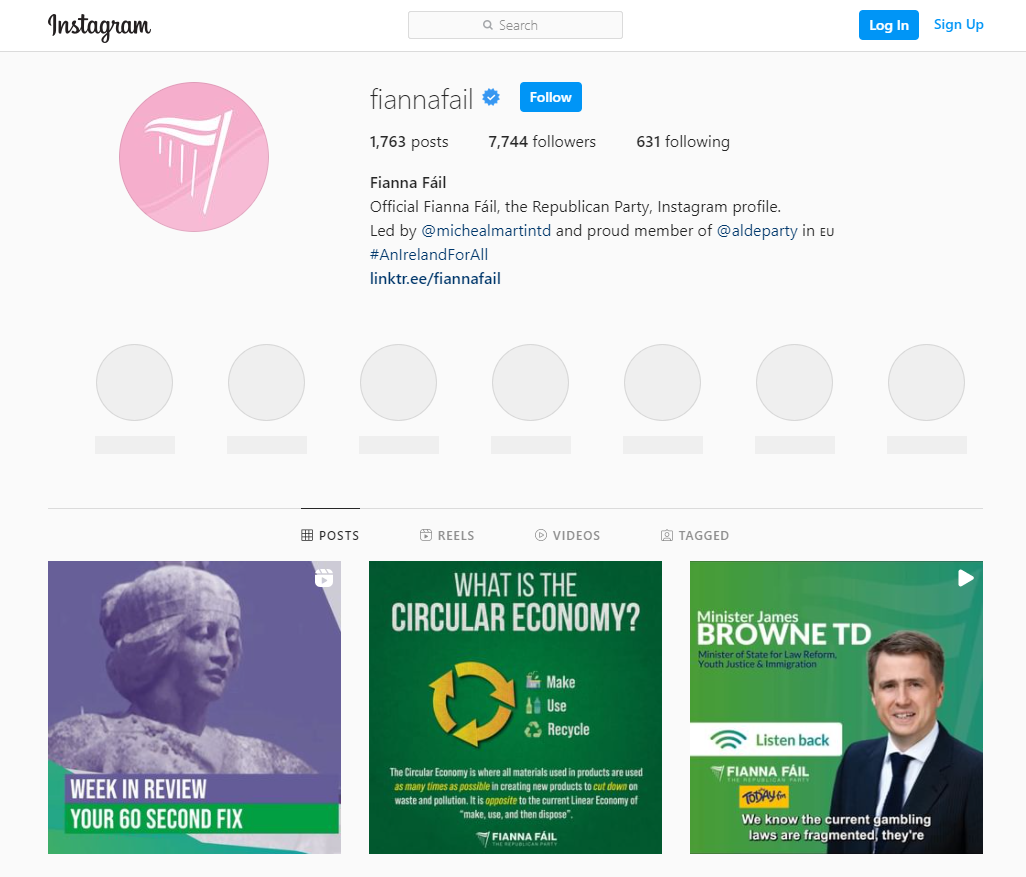 Instagram
Search
Log In
Sign Up
fiannafail
Follow
1,763 posts
7,744 followers
631 following
Fianna Fáil
Official Fianna Fáil, the Republican Party, Instagram profile.
Led by @michealmartintd and proud member of @aldeparty in EU
#AnIrelandForAll
linktr.ee/fiannafail
POSTS
REELS
VIDEOS
TAGGED
WEEK IN REVIEW
YOUR 60 SECOND FIX
WHAT IS THE
CIRCULAR ECONOMY?
Make
Use
Recycle
The Circular Economy is where all materials used in products are used
as many times as possible in creating new products to cut down on
waste and pollution. It is opposite to the current Linear Economy of
"make, use, and then dispose".
FIANNA FÁIL
THE REPUBLICAN PARTY
Minister James
BROWNE TD
Minister of State for Law Reform,
Youth Justice & Immigration
Listen back
FIANNA FÁIL
THE REPUBLICAN PARTY
TODAY fm
We know the current gambling
laws are fragmented, they're